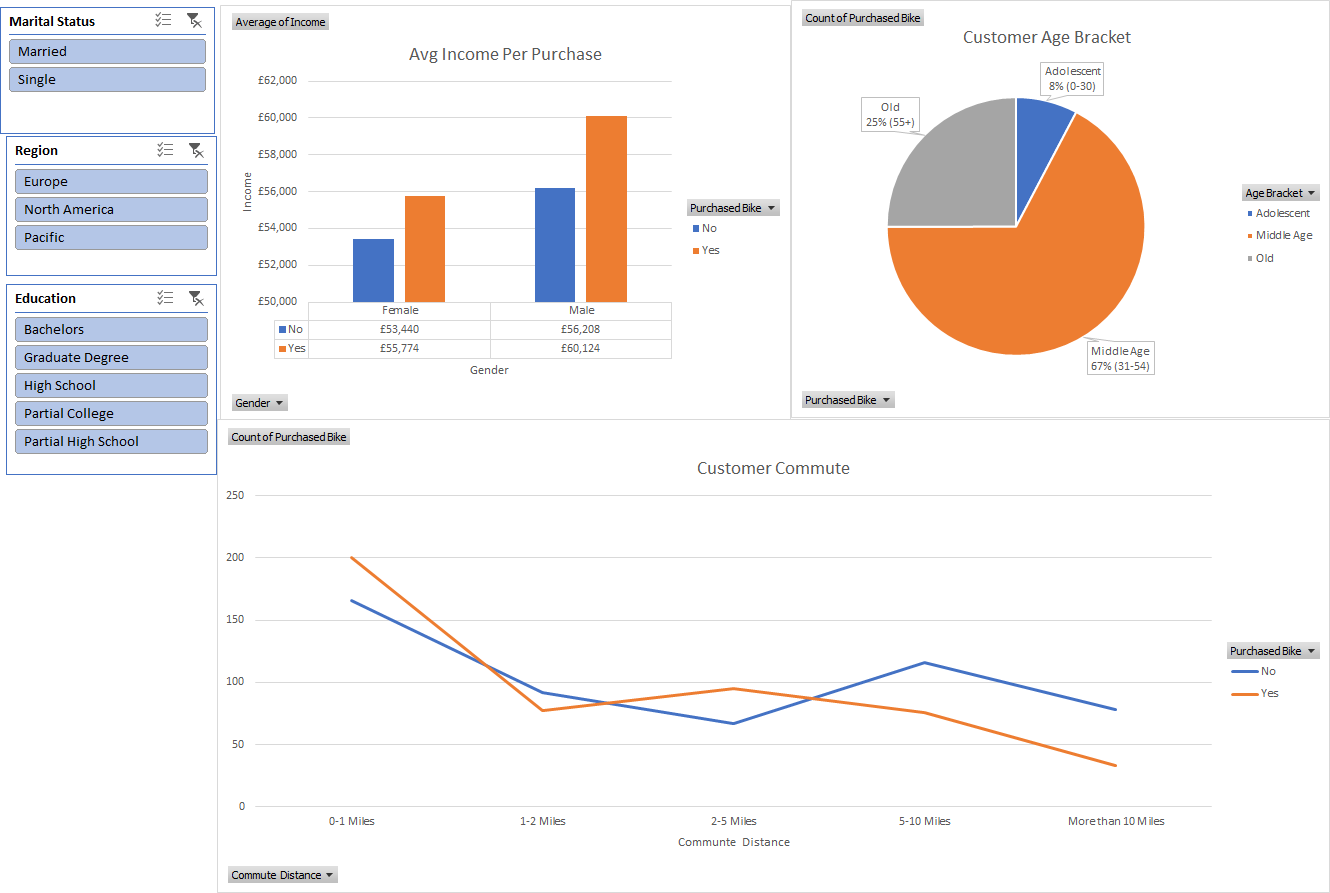 Marital Status
Married
Single
Region
Europe
North America
Pacific
Education
Bachelors
Graduate Degree
High School
Partial College
Partial High School
Average of Income
Avg Income Per Purchase
£62,000
£60,000
£58,000
£56,000
£54,000
£52,000
£50,000
Income
Female Male
No £53,440 £56,208
Yes £55,774 £60,124
Gender
Purchased Bike
No
Yes
Gender
Count of Purchased Bike
Customer Age Bracket
Adolescent
8% (0-30)
Old
25% (55+)
Middle Age
67% (31-54)
Age Bracket
Adolescent
Middle Age
Old
Purchased Bike
Count of Purchased Bike
Customer Commute
250
200
150
100
50
0
0-1 Miles 1-2 Miles 2-5 Miles 5-10 Miles More than 10 Miles
Communte Distance
Purchased Bike
No
Yes
Commute Distance